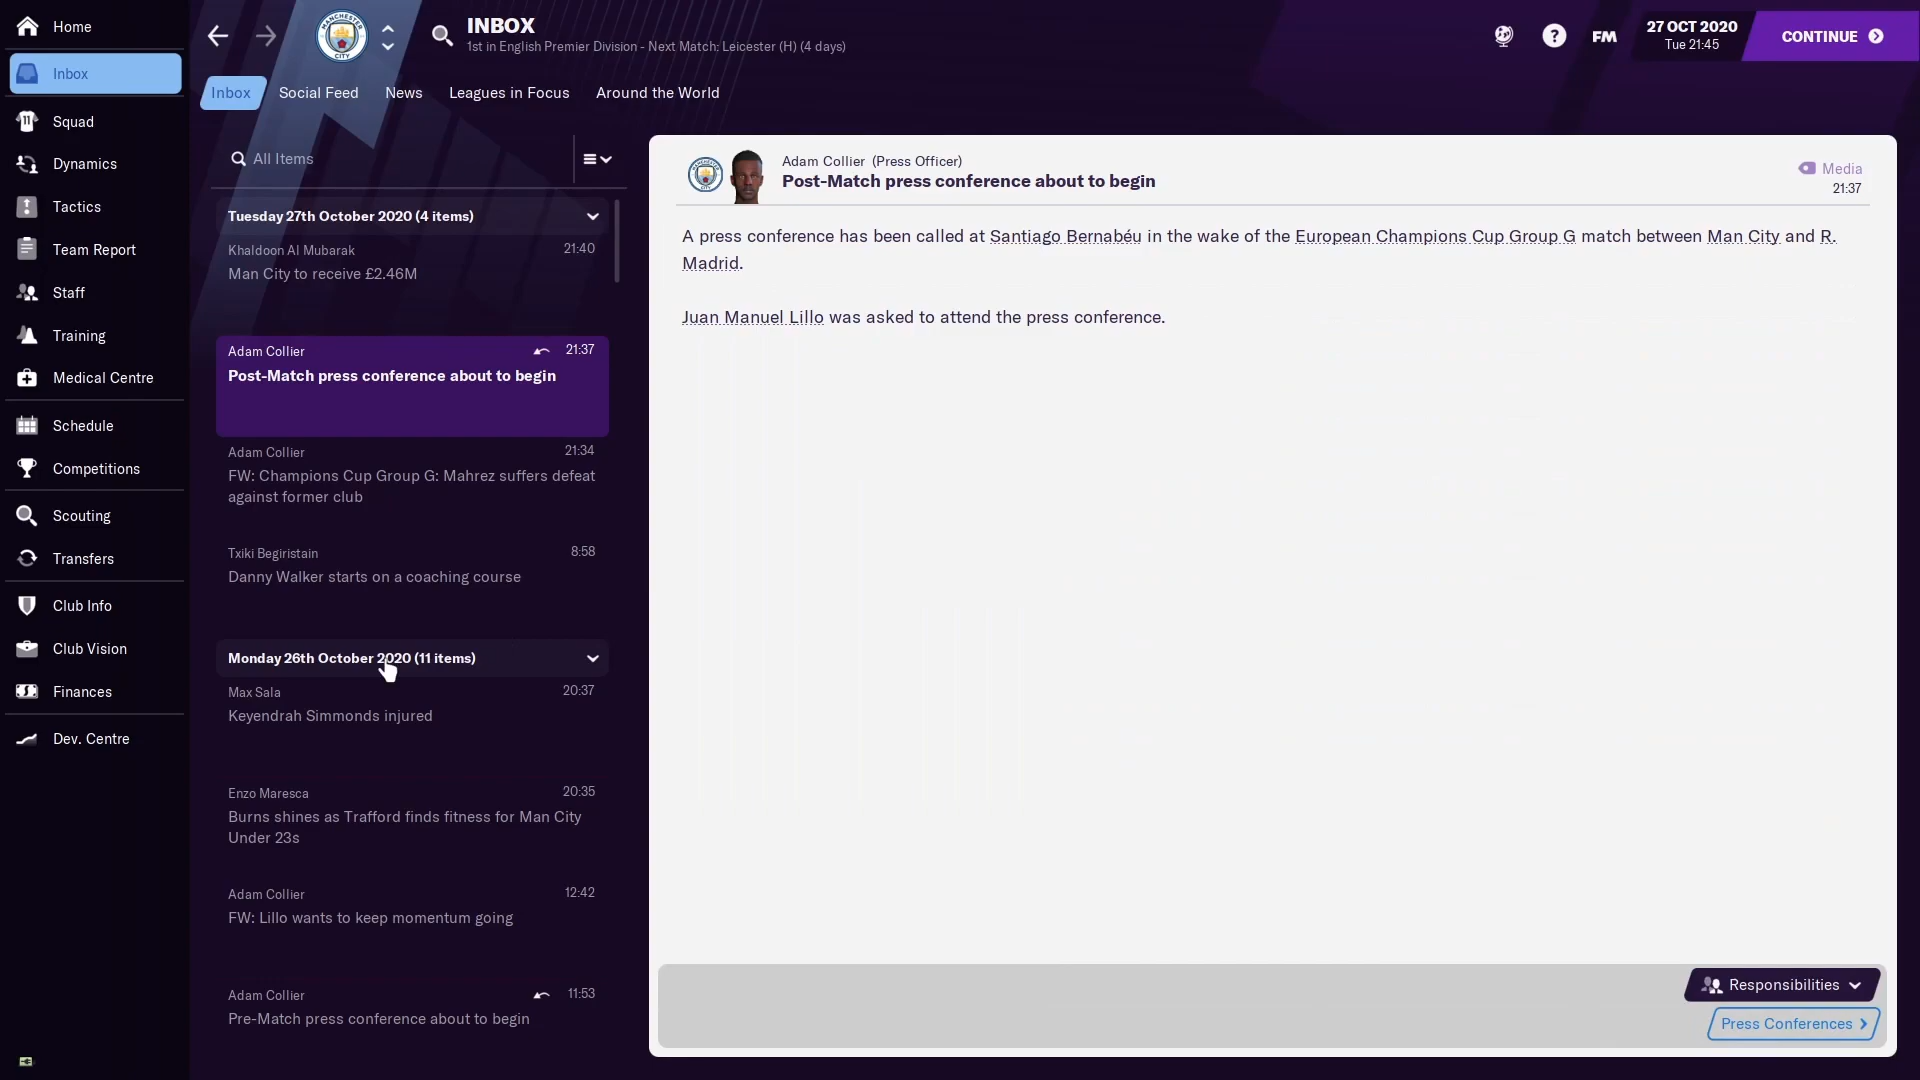 Home
Inbox
Squad
Dynamics
Tactics
Team Report
Staff
Training
Medical Centre
Schedule
Competitions
Scouting
Transfers
Club Info
Club Vision
Finances
Dev. Centre
MANCHESTER
CITY
INBOX
1st in English Premier Division - Next Match: Leicester (H) (4 days)
?
FM
27 OCT 2020
Tue 21:45
CONTINUE
Inbox
Social Feed
News
Leagues in Focus
Around the World
All Items
Tuesday 27th October 2020 (4 items)
Khaldoon Al Mubarak 21:40
Man City to receive £2.46M
Adam Collier 21:37
Post-Match press conference about to begin
Adam Collier 21:34
FW: Champions Cup Group G: Mahrez suffers defeat
against former club
Txiki Begiristain 8:58
Danny Walker starts on a coaching course
Monday 26th October 2020 (11 items)
Max Sala 20:37
Keyendrah Simmonds injured
Enzo Maresca 20:35
Burns shines as Trafford finds fitness for Man City
Under 23s
Adam Collier 12:42
FW: Lillo wants to keep momentum going
Adam Collier 11:53
Pre-Match press conference about to begin
Adam Collier (Press Officer)
Post-Match press conference about to begin
Media
21:37
A press conference has been called at Santiago Bernabéu in the wake of the European Champions Cup Group G match between Man City and R.
Madrid.
Juan Manuel Lillo was asked to attend the press conference.
Responsibilities
Press Conferences